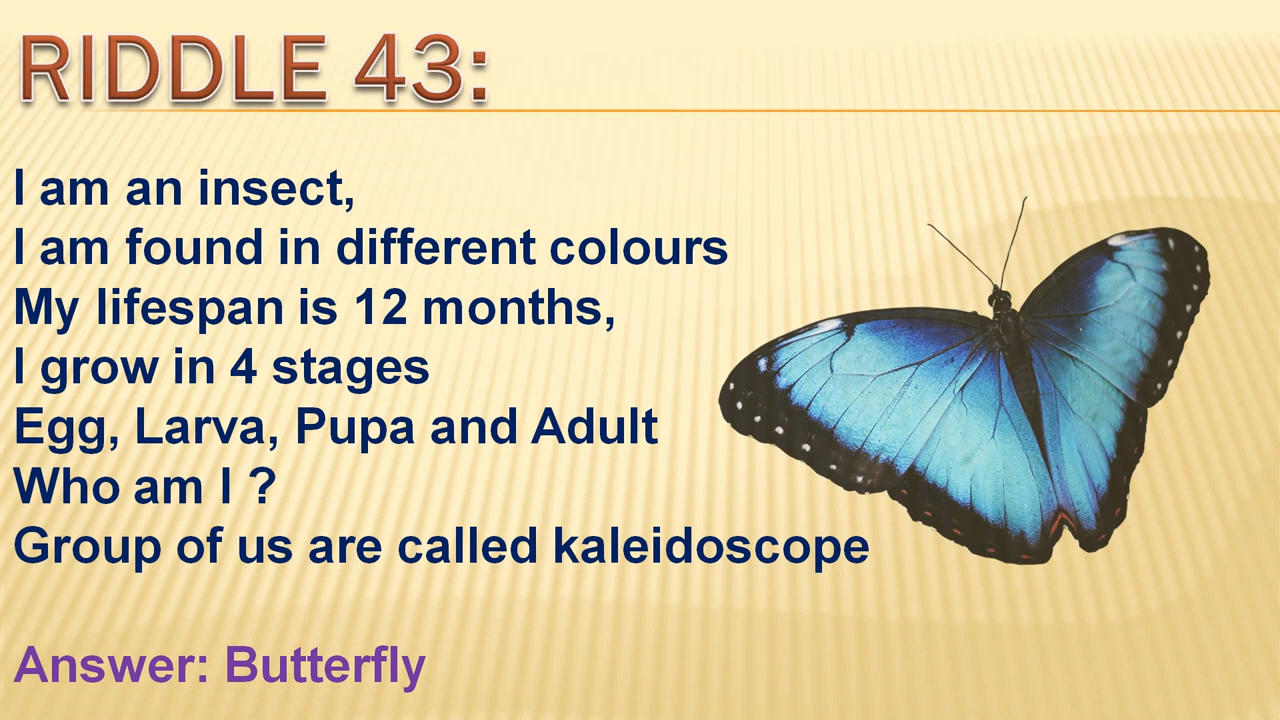 RIDDLE 43:
I am an insect,
I am found in different colours
My lifespan is 12 months,
I grow in 4 stages
Egg, Larva, Pupa and Adult
Who am I ?
Group of us are called kaleidoscope
Answer: Butterfly